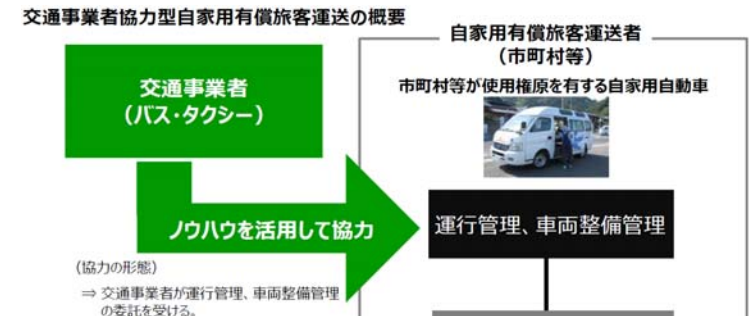 交通事業者協力型自家用有償旅客運送の概要
自家用有償旅客運送者
(市町村等)
交通事業者
(バス・タクシー)
市町村等が使用権原を有する自家用自動車
ノウハウを活用して協力
運行管理、車両整備管理
(協力の形態)
⇒ 交通事業者が運行管理、車両整備管理
の委託を受ける。